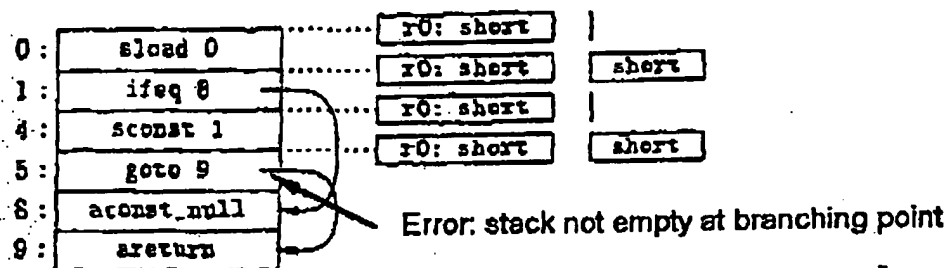 r0: short
0: sload 0
r0: short short
1: ifeq 8
r0: short
4: sconst 1
r0: short short
5: goto 9
8: aconst_null
Error: stack not empty at branching point
9: areturn